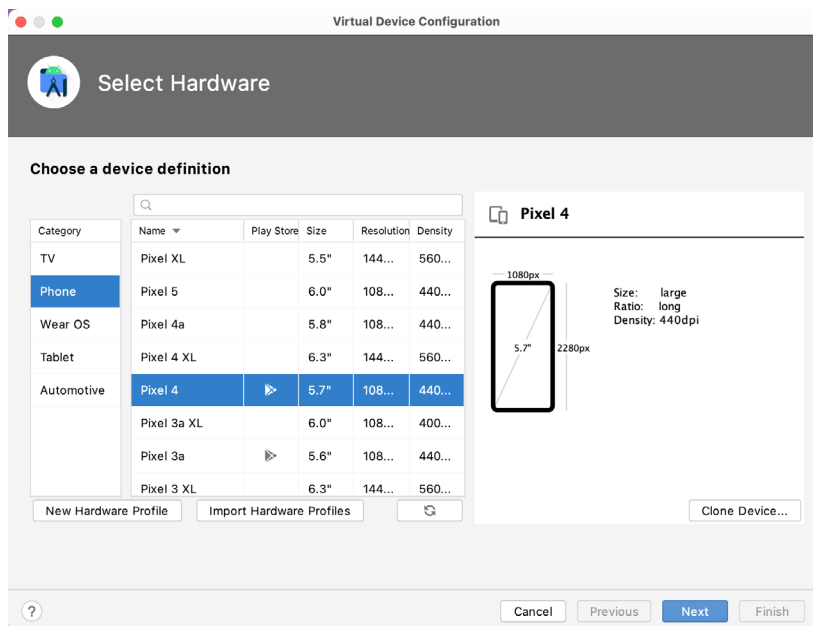 Virtual Device Configuration
Select Hardware
Choose a device definition
Category
TV
Phone
Wear OS
Tablet
Automotive
Name Play Store Size Resolution Density
Pixel XL 5.5" 144... 560...
Pixel 5 6.0" 108... 440...
Pixel 4a 5.8" 108... 440...
Pixel 4 XL 6.3" 144... 560...
Pixel 4 5.7" 108... 440...
Pixel 3a XL 6.0" 108... 400...
Pixel 3a 5.6" 108... 440...
Pixel 3 XL 6.3" 144... 560...
New Hardware Profile Import Hardware Profiles
Pixel 4
1080px
5.7" 2280px
Size: large
Ratio: long
Density: 440dpi
Clone Device...
? Cancel Previous Next Finish